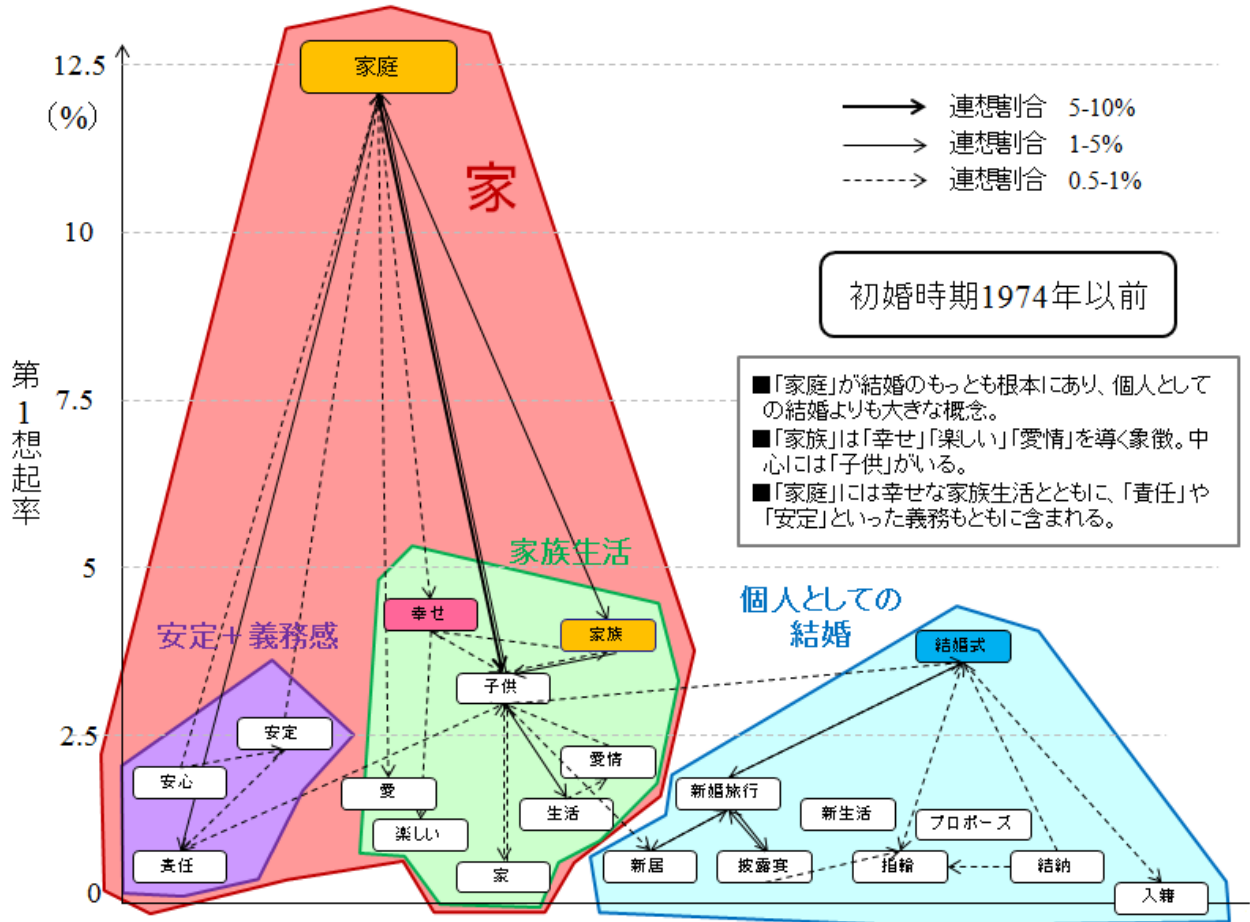 12.5
(%)
10
7.5
5
2.5
0
第1想起率
家庭
家
連想割合 5-10%
連想割合 1-5%
連想割合 0.5-1%
初婚時期1974年以前
■「家庭」が結婚のもっとも根本にあり、個人として
の結婚よりも大きな概念。
■「家族」は「幸せ」「楽しい」「愛情」を導く象徴。中
心には「子供」がいる。
■「家庭」には幸せな家族生活とともに、「責任」や
「安定」といった義務もともに含まれる。
家族生活
安定+義務感
個人としての
結婚
幸せ
家族
結婚式
子供
安定
愛情
安心
愛
新婚旅行
生活
新生活
楽しい
プロポーズ
責任
家
新居
披露宴
指輪
結納
入籍